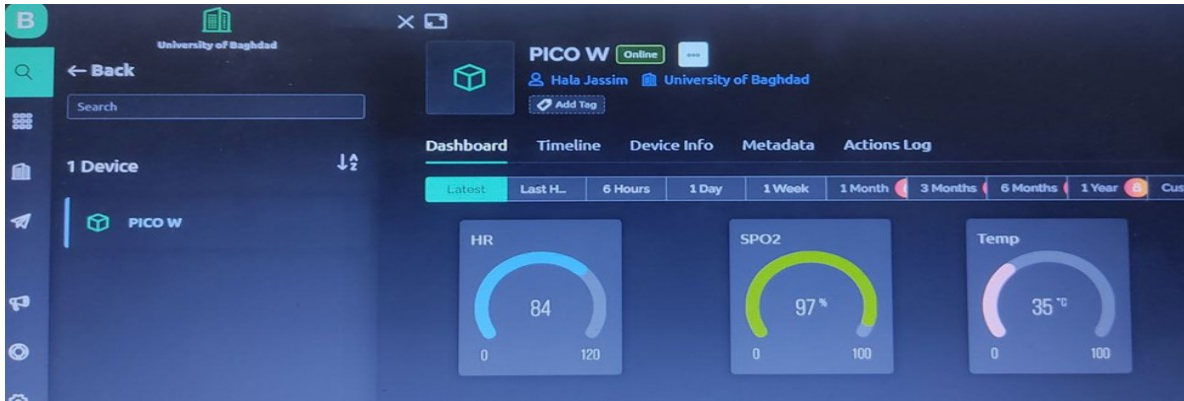 B
University of Baghdad
← Back
Search
1 Device
PICO W
PICO W Online
Hala Jassim University of Baghdad
Add Tag
Dashboard Timeline Device Info Metadata Actions Log
Latest Last H... 6 Hours 1 Day 1 Week 1 Month 3 Months 6 Months 1 Year Cus
HR
84
0 120
SPO2
97 %
0 100
Temp
35 °C
0 100